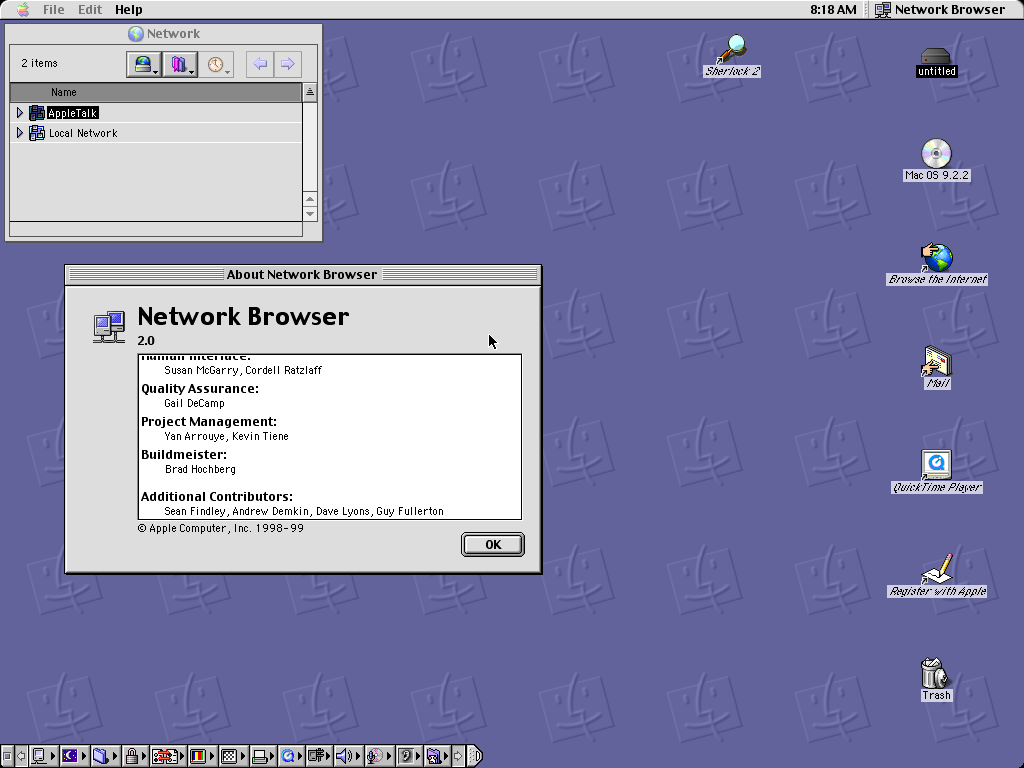 File Edit Help
8:18 AM
Network Browser
Network
2 items
Name
AppleTalk
Local Network
Sherlock 2
untitled
Mac OS 9.2.2
Browse the Internet
Mail
QuickTime Player
Register with Apple
Trash
About Network Browser
Network Browser
2.0
Human Interface:
Susan McGarry, Cordell Ratzlaff
Quality Assurance:
Gail DeCamp
Project Management:
Yan Arrouye, Kevin Tiene
Buildmeister:
Brad Hochberg
Additional Contributors:
Sean Findley, Andrew Demkin, Dave Lyons, Guy Fullerton
© Apple Computer, Inc. 1998-99
OK